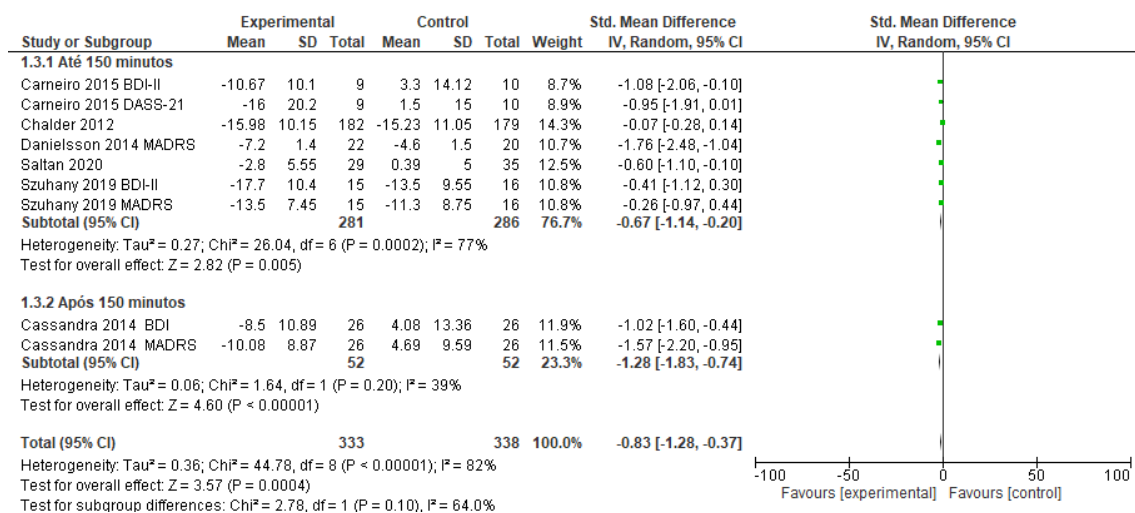 Experimental Control Std. Mean Difference Std. Mean Difference
Study or Subgroup Mean SD Total Mean SD Total Weight IV, Random, 95% CI IV, Random, 95% CI
1.3.1 Até 150 minutos
Carneiro 2015 BDI-II -10.67 10.1 9 3.3 14.12 10 8.7% -1.08 [-2.06, -0.10]
Carneiro 2015 DASS-21 -16 20.2 9 1.5 15 10 8.9% -0.95 [-1.91, 0.01]
Chalder 2012 -15.98 10.15 182 -15.23 11.05 179 14.3% -0.07 [-0.28, 0.14]
Danielsson 2014 MADRS -7.2 1.4 22 -4.6 1.5 20 10.7% -1.76 [-2.48, -1.04]
Saltan 2020 -2.8 5.55 29 0.39 5 35 12.5% -0.60 [-1.10, -0.10]
Szuhany 2019 BDI-II -17.7 10.4 15 -13.5 9.55 16 10.8% -0.41 [-1.12, 0.30]
Szuhany 2019 MADRS -13.5 7.45 15 -11.3 8.75 16 10.8% -0.26 [-0.97, 0.44]
Subtotal (95% CI) 281 286 76.7% -0.67 [-1.14, -0.20]
Heterogeneity: Tau² = 0.27; Chi² = 26.04, df = 6 (P = 0.0002); I² = 77%
Test for overall effect: Z = 2.82 (P = 0.005)
1.3.2 Após 150 minutos
Cassandra 2014 BDI -8.5 10.89 26 4.08 13.36 26 11.9% -1.02 [-1.60, -0.44]
Cassandra 2014 MADRS -10.08 8.87 26 4.69 9.59 26 11.5% -1.57 [-2.20, -0.95]
Subtotal (95% CI) 52 52 23.3% -1.28 [-1.83, -0.74]
Heterogeneity: Tau² = 0.06; Chi² = 1.64, df = 1 (P = 0.20); I² = 39%
Test for overall effect: Z = 4.60 (P < 0.00001)
Total (95% CI) 333 338 100.0% -0.83 [-1.28, -0.37]
Heterogeneity: Tau² = 0.36; Chi² = 44.78, df = 8 (P < 0.00001); I² = 82%
Test for overall effect: Z = 3.57 (P = 0.0004)
Test for subgroup differences: Chi² = 2.78, df = 1 (P = 0.10), I² = 64.0%
-100 -50 0 50 100
Favours [experimental] Favours [control]